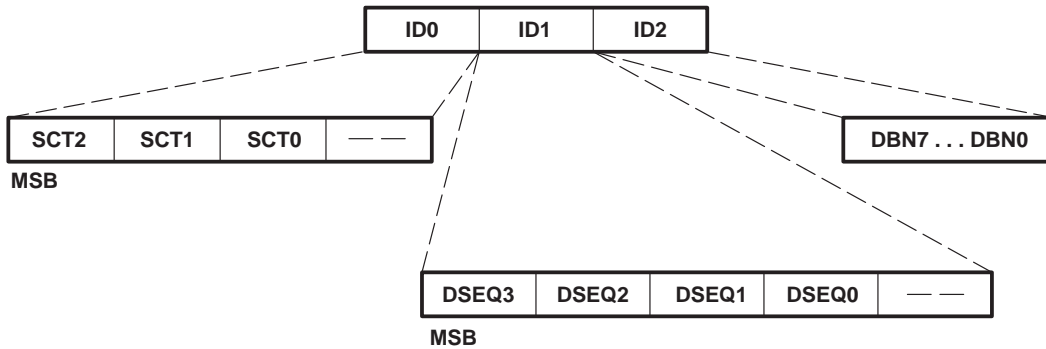 ID0 ID1 ID2
SCT2 SCT1 SCT0 — —
DBN7 . . . DBN0
MSB
DSEQ3 DSEQ2 DSEQ1 DSEQ0 — —
MSB